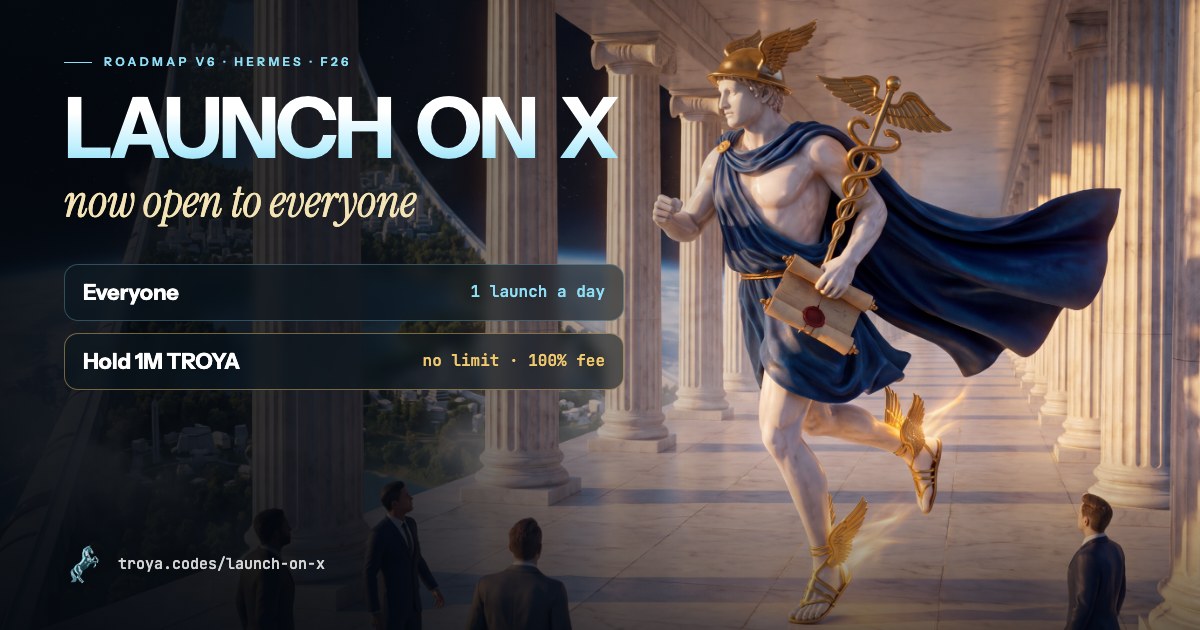 ROADMAP V6 · HERMES · F26
LAUNCH ON X
now open to everyone
Everyone 1 launch a day
Hold 1M TROYA no limit · 100% fee
troya.codes/launch-on-x